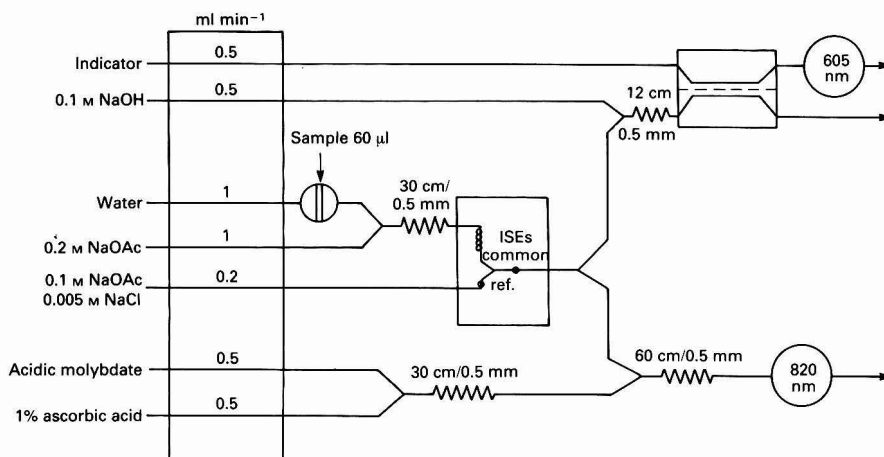 ml min⁻¹
Indicator
0.5
605
nm
0.1 M NaOH
0.5
12 cm
0.5 mm
Sample 60 µl
Water
1
30 cm/
0.5 mm
0.2 M NaOAc
1
ISEs
common
ref.
0.1 M NaOAc
0.005 M NaCl
0.2
Acidic molybdate
0.5
30 cm/0.5 mm
60 cm/0.5 mm
820
nm
1% ascorbic acid
0.5